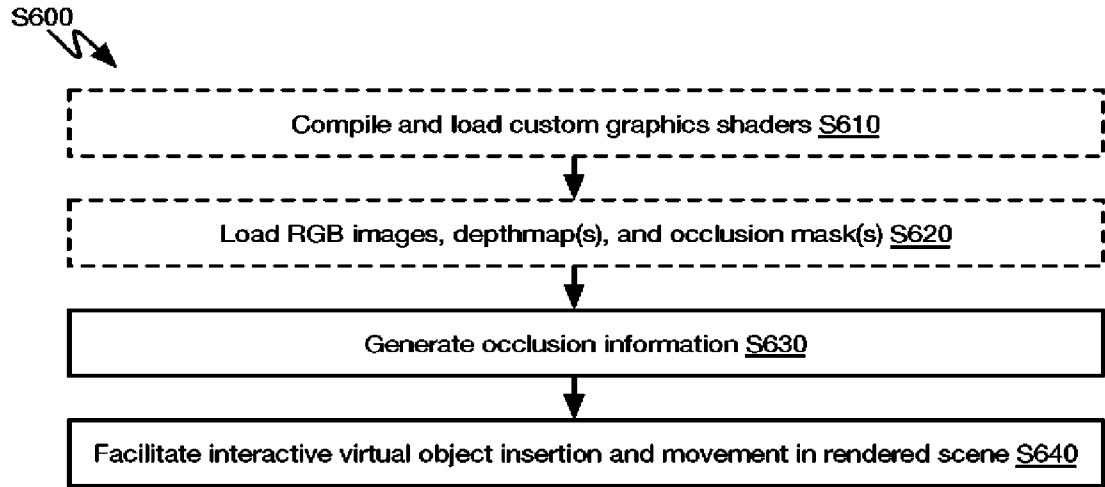 S600
Compile and load custom graphics shaders S610
Load RGB images, depthmap(s), and occlusion mask(s) S620
Generate occlusion information S630
Facilitate interactive virtual object insertion and movement in rendered scene S640